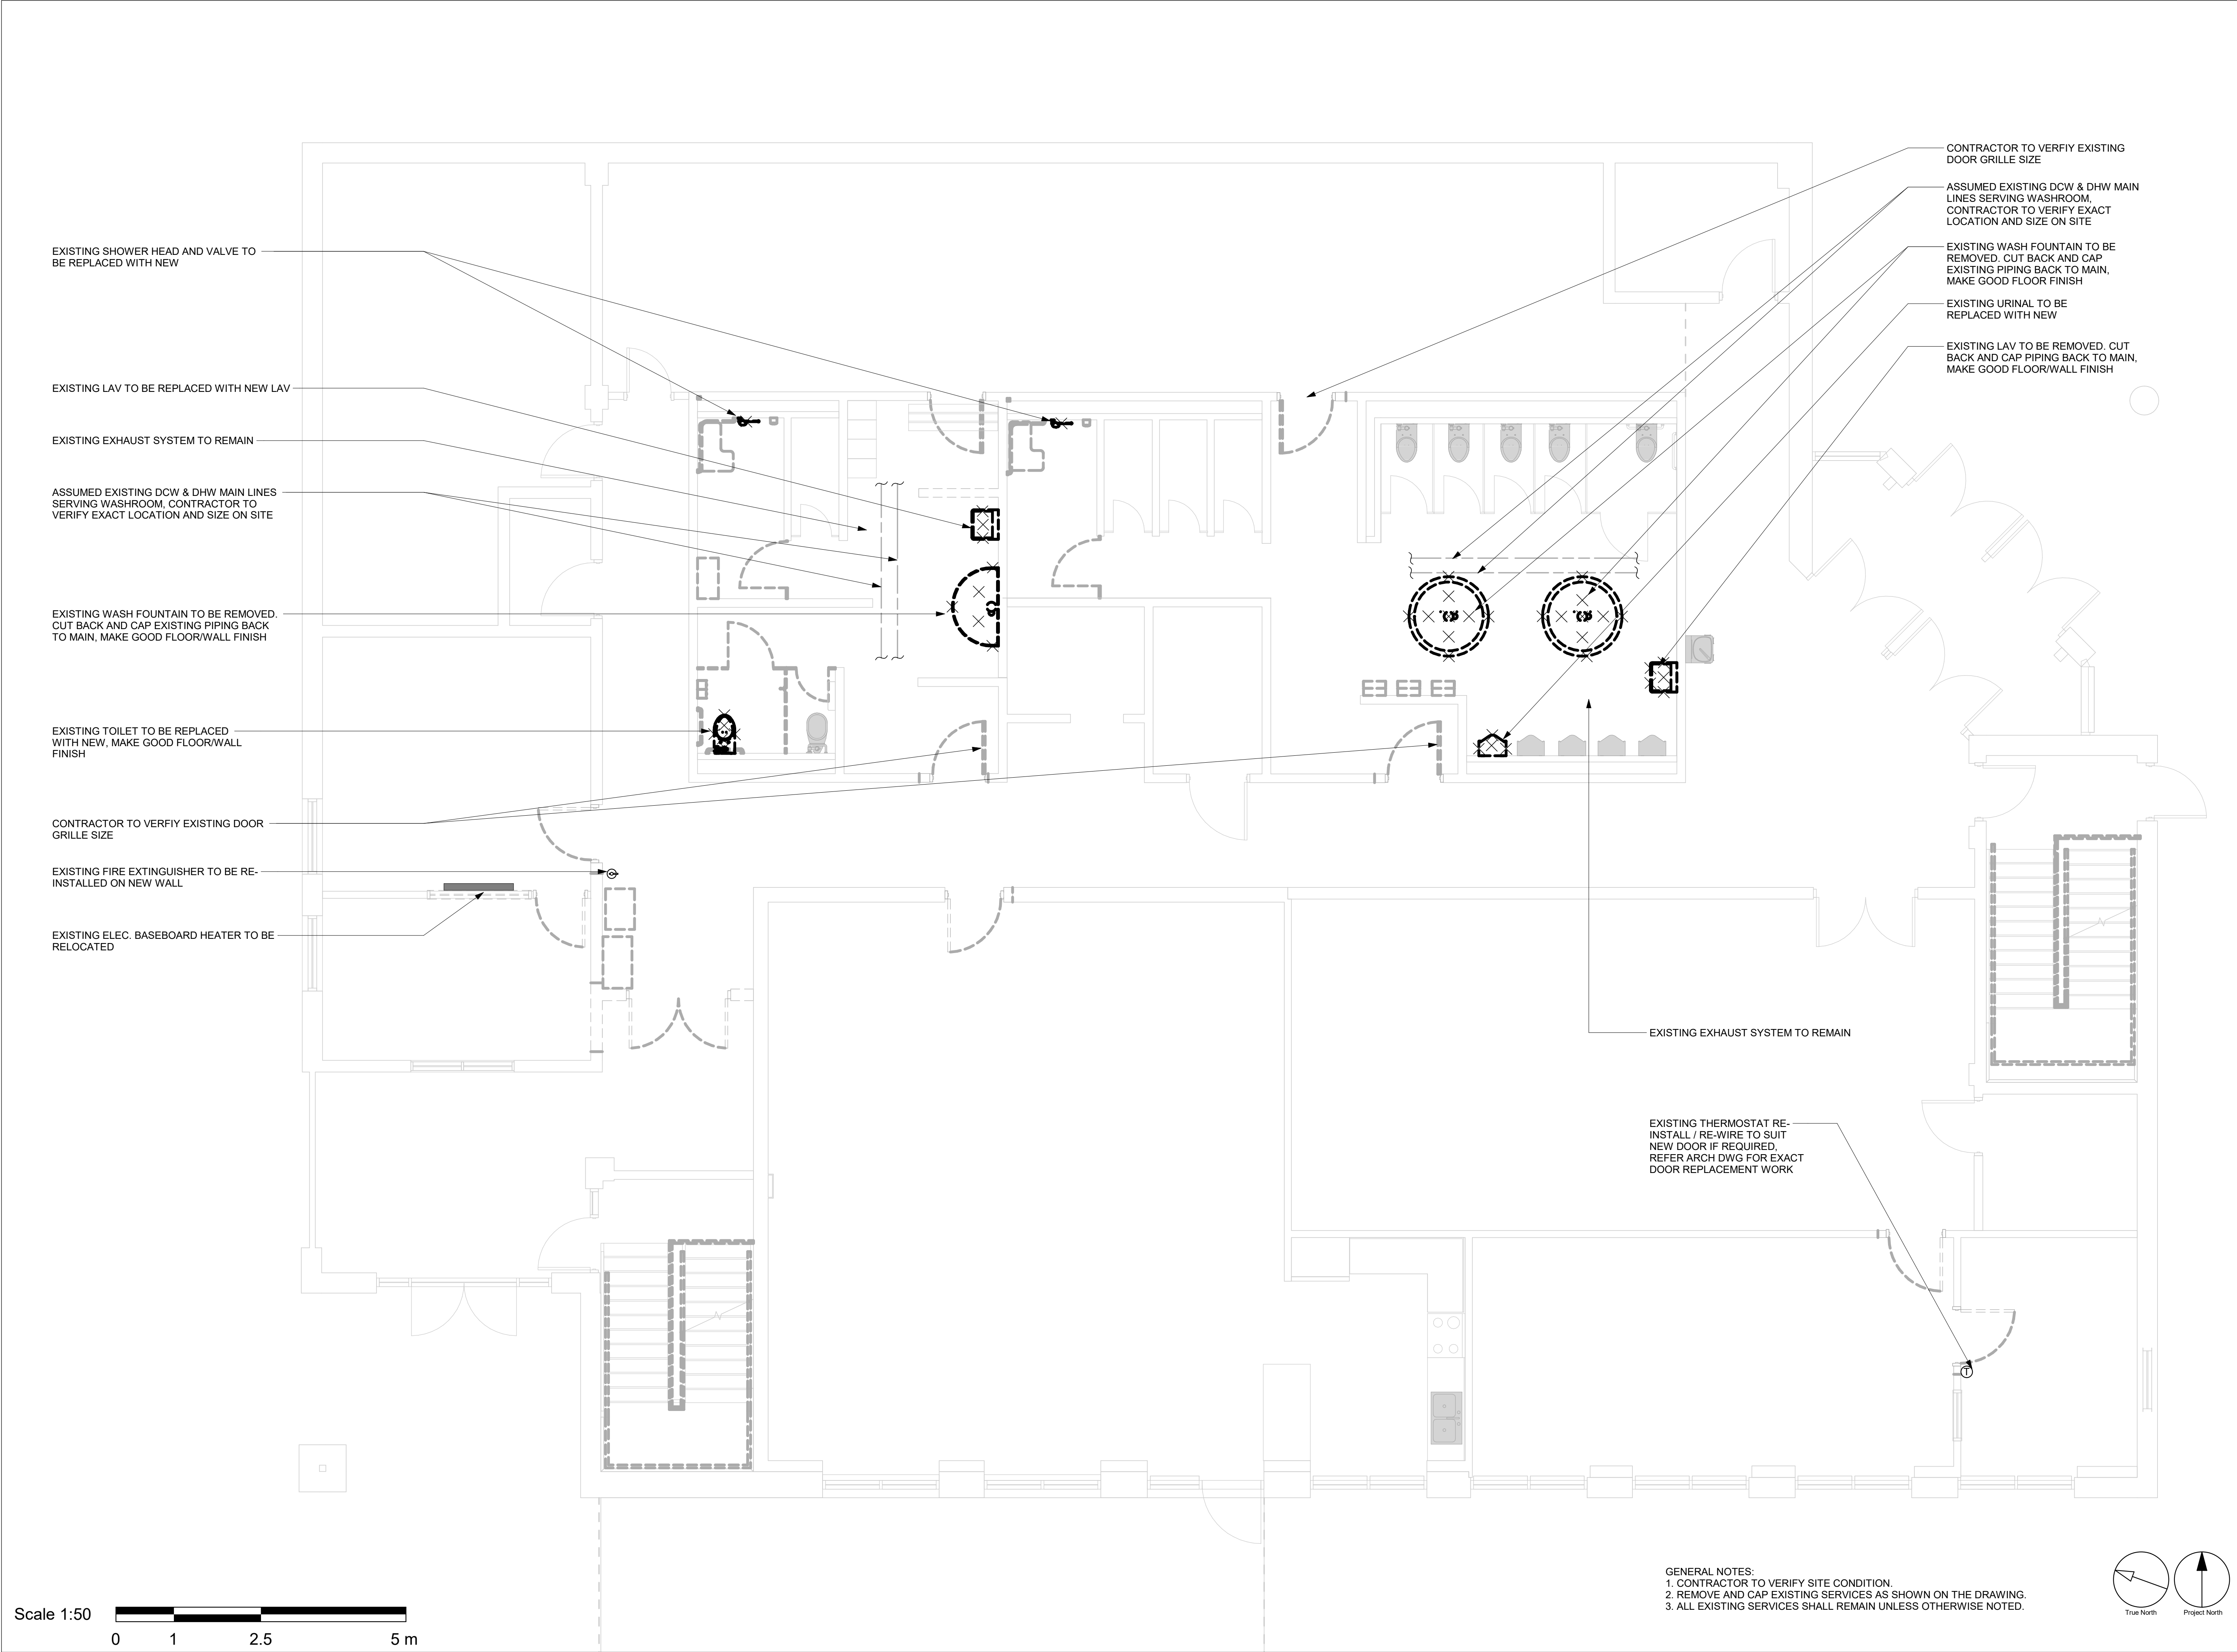 EXISTING SHOWER HEAD AND VALVE TO
BE REPLACED WITH NEW
EXISTING LAV TO BE REPLACED WITH NEW LAV
EXISTING EXHAUST SYSTEM TO REMAIN
ASSUMED EXISTING DCW & DHW MAIN LINES
SERVING WASHROOM, CONTRACTOR TO
VERIFY EXACT LOCATION AND SIZE ON SITE
EXISTING WASH FOUNTAIN TO BE REMOVED.
CUT BACK AND CAP EXISTING PIPING BACK
TO MAIN, MAKE GOOD FLOOR/WALL FINISH
EXISTING TOILET TO BE REPLACED
WITH NEW, MAKE GOOD FLOOR/WALL
FINISH
CONTRACTOR TO VERFIY EXISTING DOOR
GRILLE SIZE
EXISTING FIRE EXTINGUISHER TO BE RE-
INSTALLED ON NEW WALL
EXISTING ELEC. BASEBOARD HEATER TO BE
RELOCATED
CONTRACTOR TO VERFIY EXISTING
DOOR GRILLE SIZE
ASSUMED EXISTING DCW & DHW MAIN
LINES SERVING WASHROOM,
CONTRACTOR TO VERIFY EXACT
LOCATION AND SIZE ON SITE
EXISTING WASH FOUNTAIN TO BE
REMOVED. CUT BACK AND CAP
EXISTING PIPING BACK TO MAIN,
MAKE GOOD FLOOR FINISH
EXISTING URINAL TO BE
REPLACED WITH NEW
EXISTING LAV TO BE REMOVED. CUT
BACK AND CAP PIPING BACK TO MAIN,
MAKE GOOD FLOOR/WALL FINISH
EXISTING EXHAUST SYSTEM TO REMAIN
EXISTING THERMOSTAT RE-
INSTALL / RE-WIRE TO SUIT
NEW DOOR IF REQUIRED,
REFER ARCH DWG FOR EXACT
DOOR REPLACEMENT WORK
T
GENERAL NOTES:
1. CONTRACTOR TO VERIFY SITE CONDITION.
2. REMOVE AND CAP EXISTING SERVICES AS SHOWN ON THE DRAWING.
3. ALL EXISTING SERVICES SHALL REMAIN UNLESS OTHERWISE NOTED.
True North
Project North
Scale 1:50
0 1 2.5 5 m